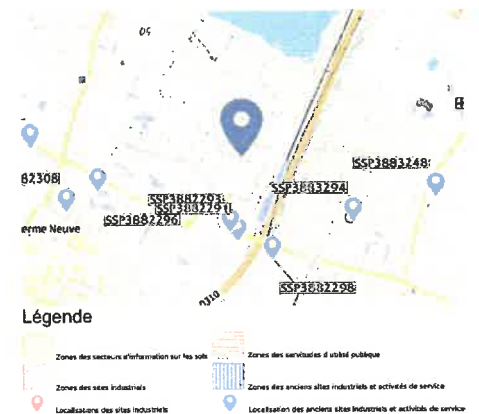 SSP3883248
SSP3883294
82308
SSP3882293
SSP3882291
SSP3882296
erme Neuve
SSP3882298
D310
Légende
Zones des secteurs d'information sur les sols
Zones des servitudes d'utilité publique
Zones des sites industriels
Zones des anciens sites industriels et activités de service
Localisations des sites industriels
Localisation des anciens sites industriels et activités de service